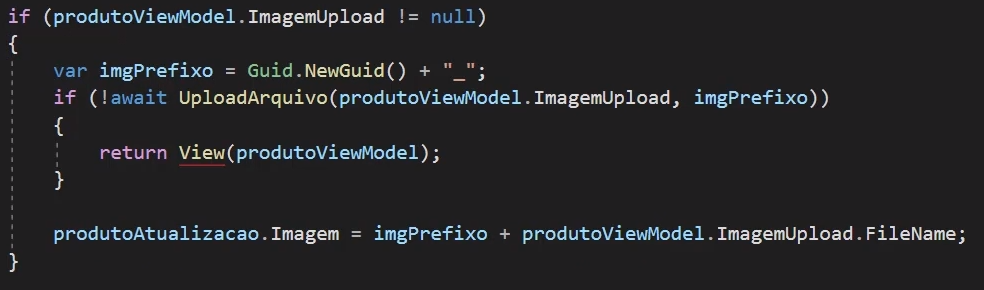 if (produtoViewModel.ImagemUpload != null)
{
var imgPrefixo = Guid.NewGuid() + "_";
if (!await UploadArquivo(produtoViewModel.ImagemUpload, imgPrefixo))
{
return View(produtoViewModel);
}
produtoAtualizacao.Imagem = imgPrefixo + produtoViewModel.ImagemUpload.FileName;
}